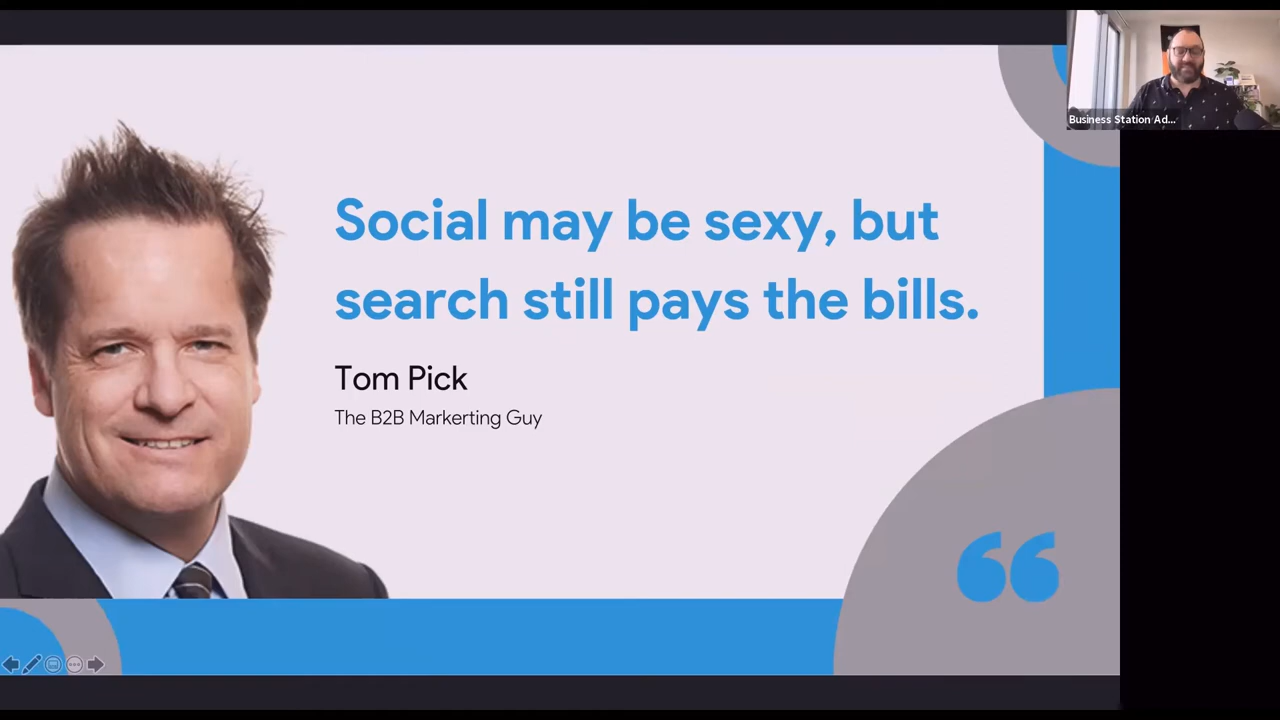 Social may be sexy, but
search still pays the bills.
Tom Pick
The B2B Markerting Guy
Business Station Ad...